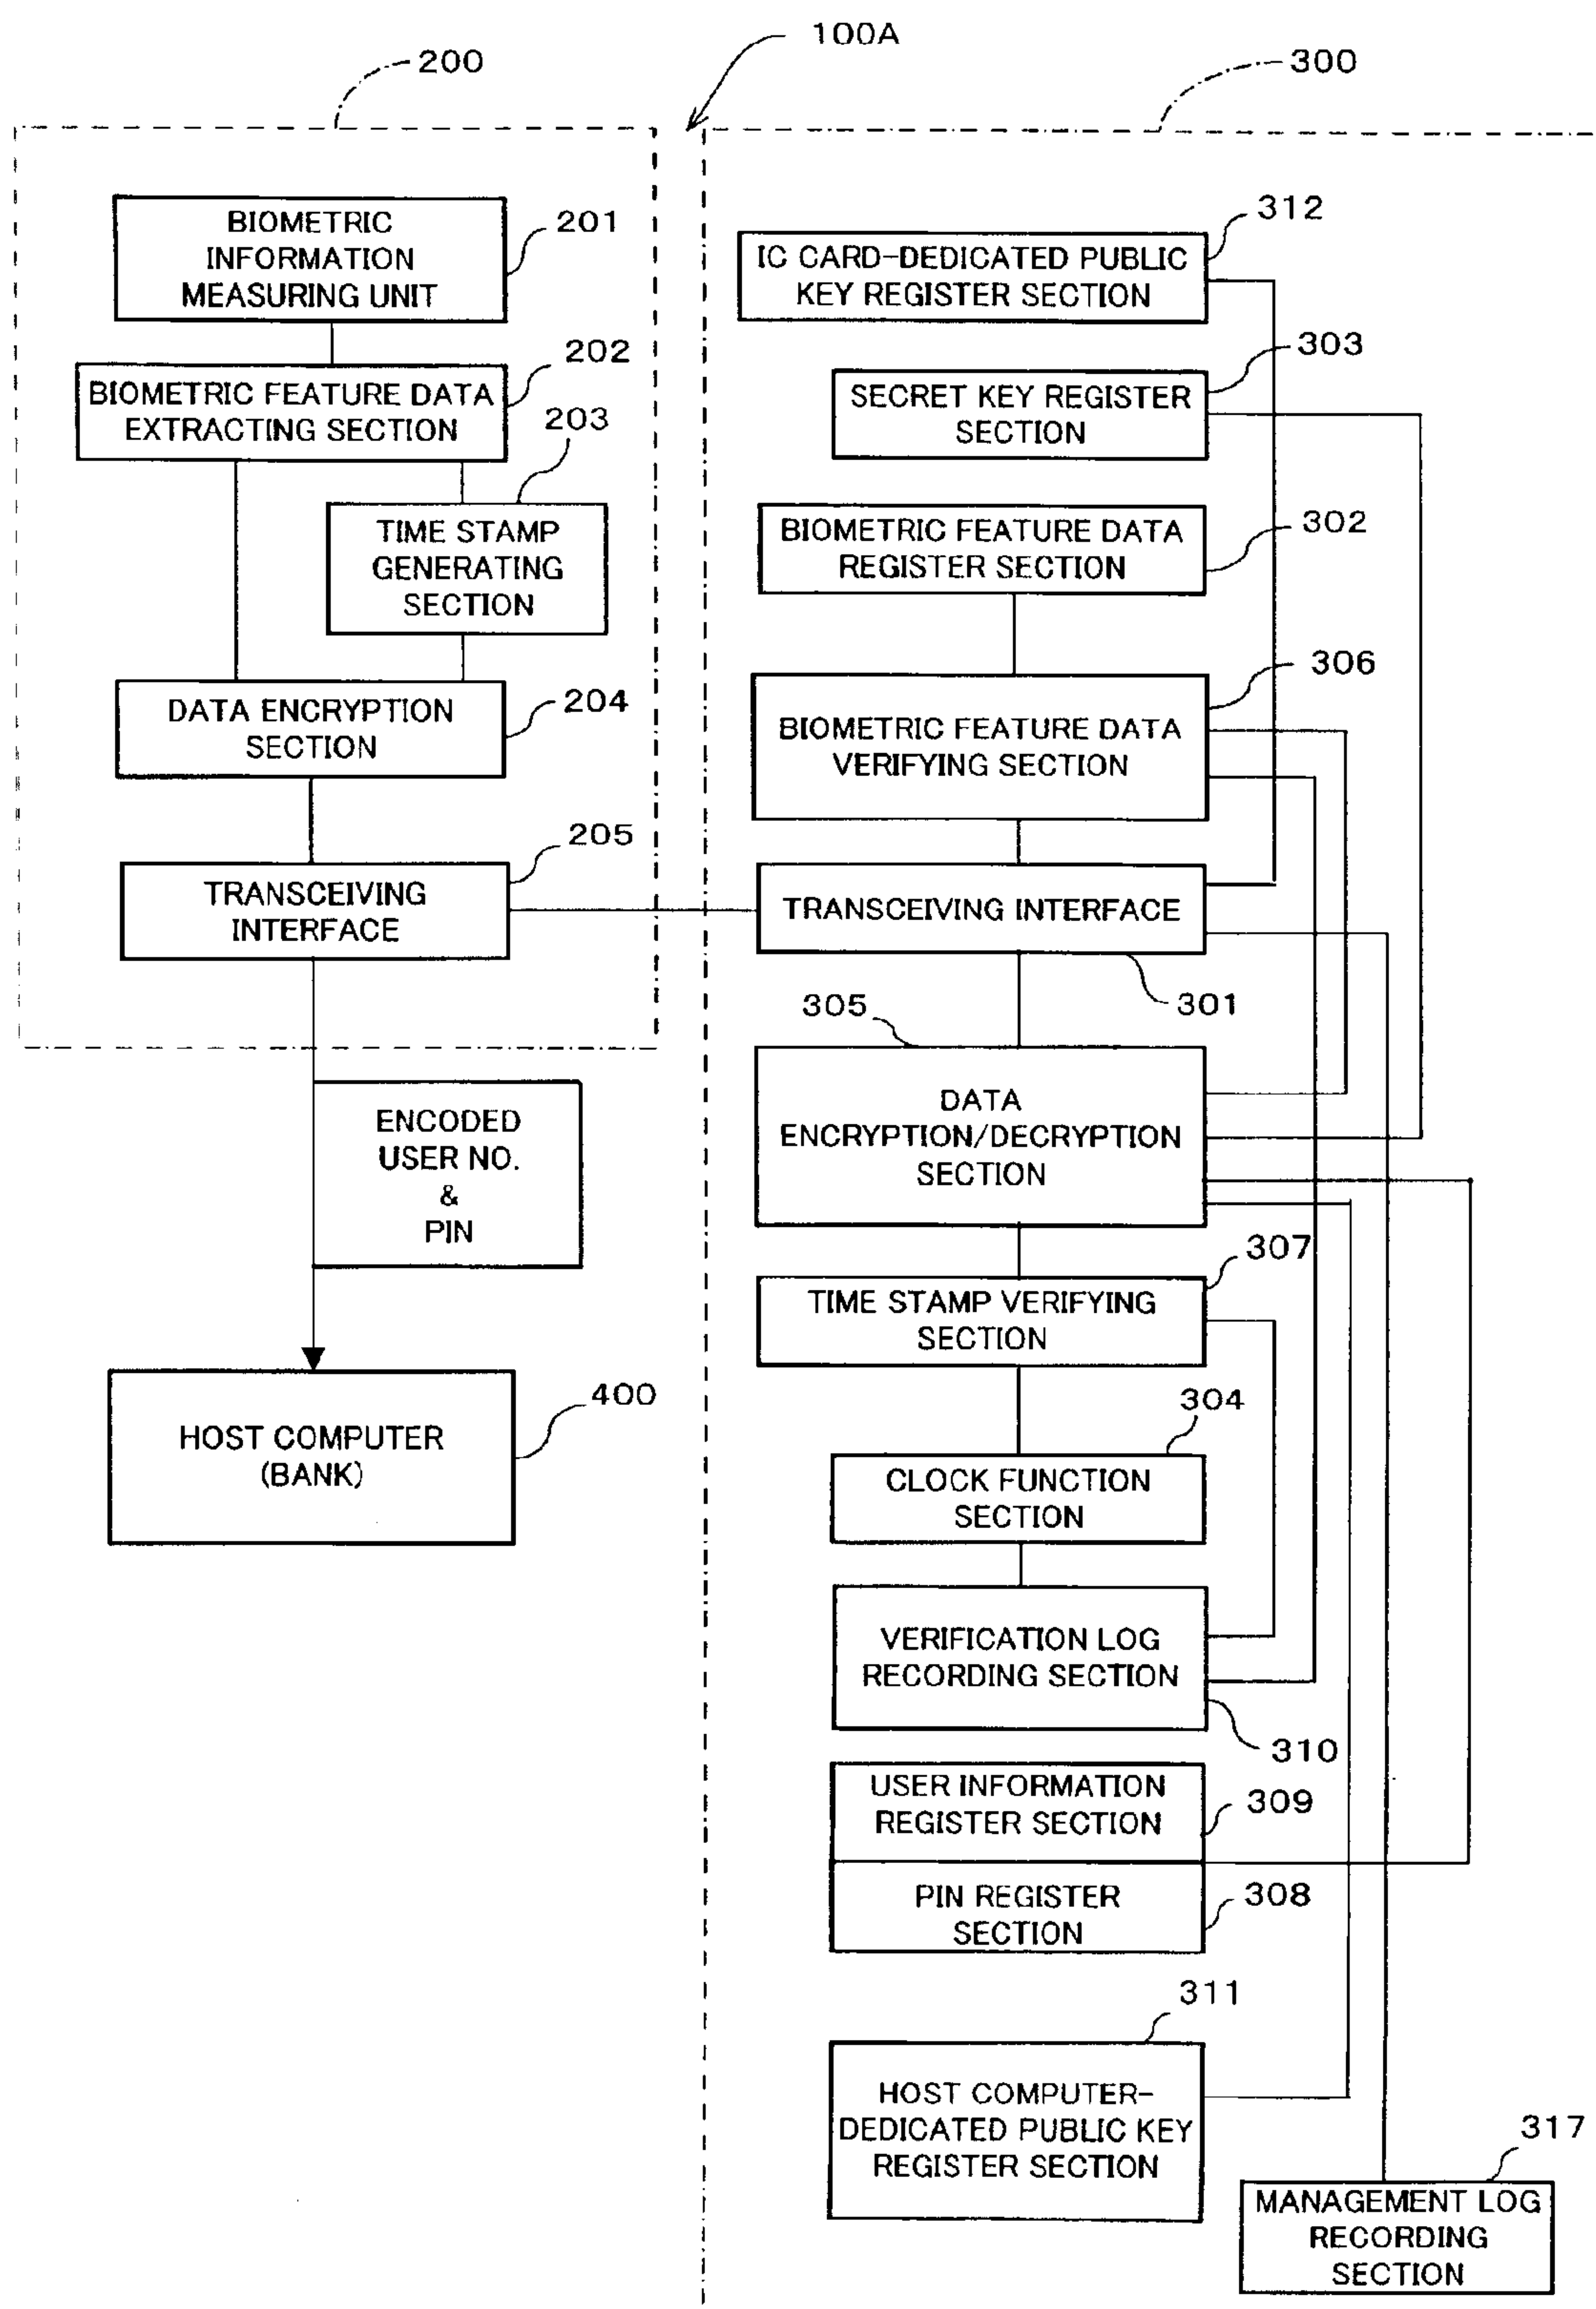 100A
200
300
BIOMETRIC
INFORMATION
MEASURING UNIT
201
BIOMETRIC FEATURE DATA
EXTRACTING SECTION
202
203
TIME STAMP
GENERATING
SECTION
DATA ENCRYPTION
SECTION
204
TRANSCEIVING
INTERFACE
205
ENCODED
USER NO.
&
PIN
HOST COMPUTER
(BANK)
400
312
IC CARD-DEDICATED PUBLIC
KEY REGISTER SECTION
303
SECRET KEY REGISTER
SECTION
302
BIOMETRIC FEATURE DATA
REGISTER SECTION
306
BIOMETRIC FEATURE DATA
VERIFYING SECTION
TRANSCEIVING INTERFACE
301
305
DATA
ENCRYPTION/DECRYPTION
SECTION
307
TIME STAMP VERIFYING
SECTION
304
CLOCK FUNCTION
SECTION
VERIFICATION LOG
RECORDING SECTION
310
USER INFORMATION
REGISTER SECTION
309
PIN REGISTER
SECTION
308
311
HOST COMPUTER-
DEDICATED PUBLIC KEY
REGISTER SECTION
317
MANAGEMENT LOG
RECORDING
SECTION